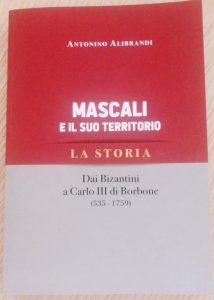 ANTONINO ALIBRANDI
MASCALI
E IL SUO TERRITORIO
LA STORIA
Dai Bizantini
a Carlo III di Borbone
(535 - 1759)